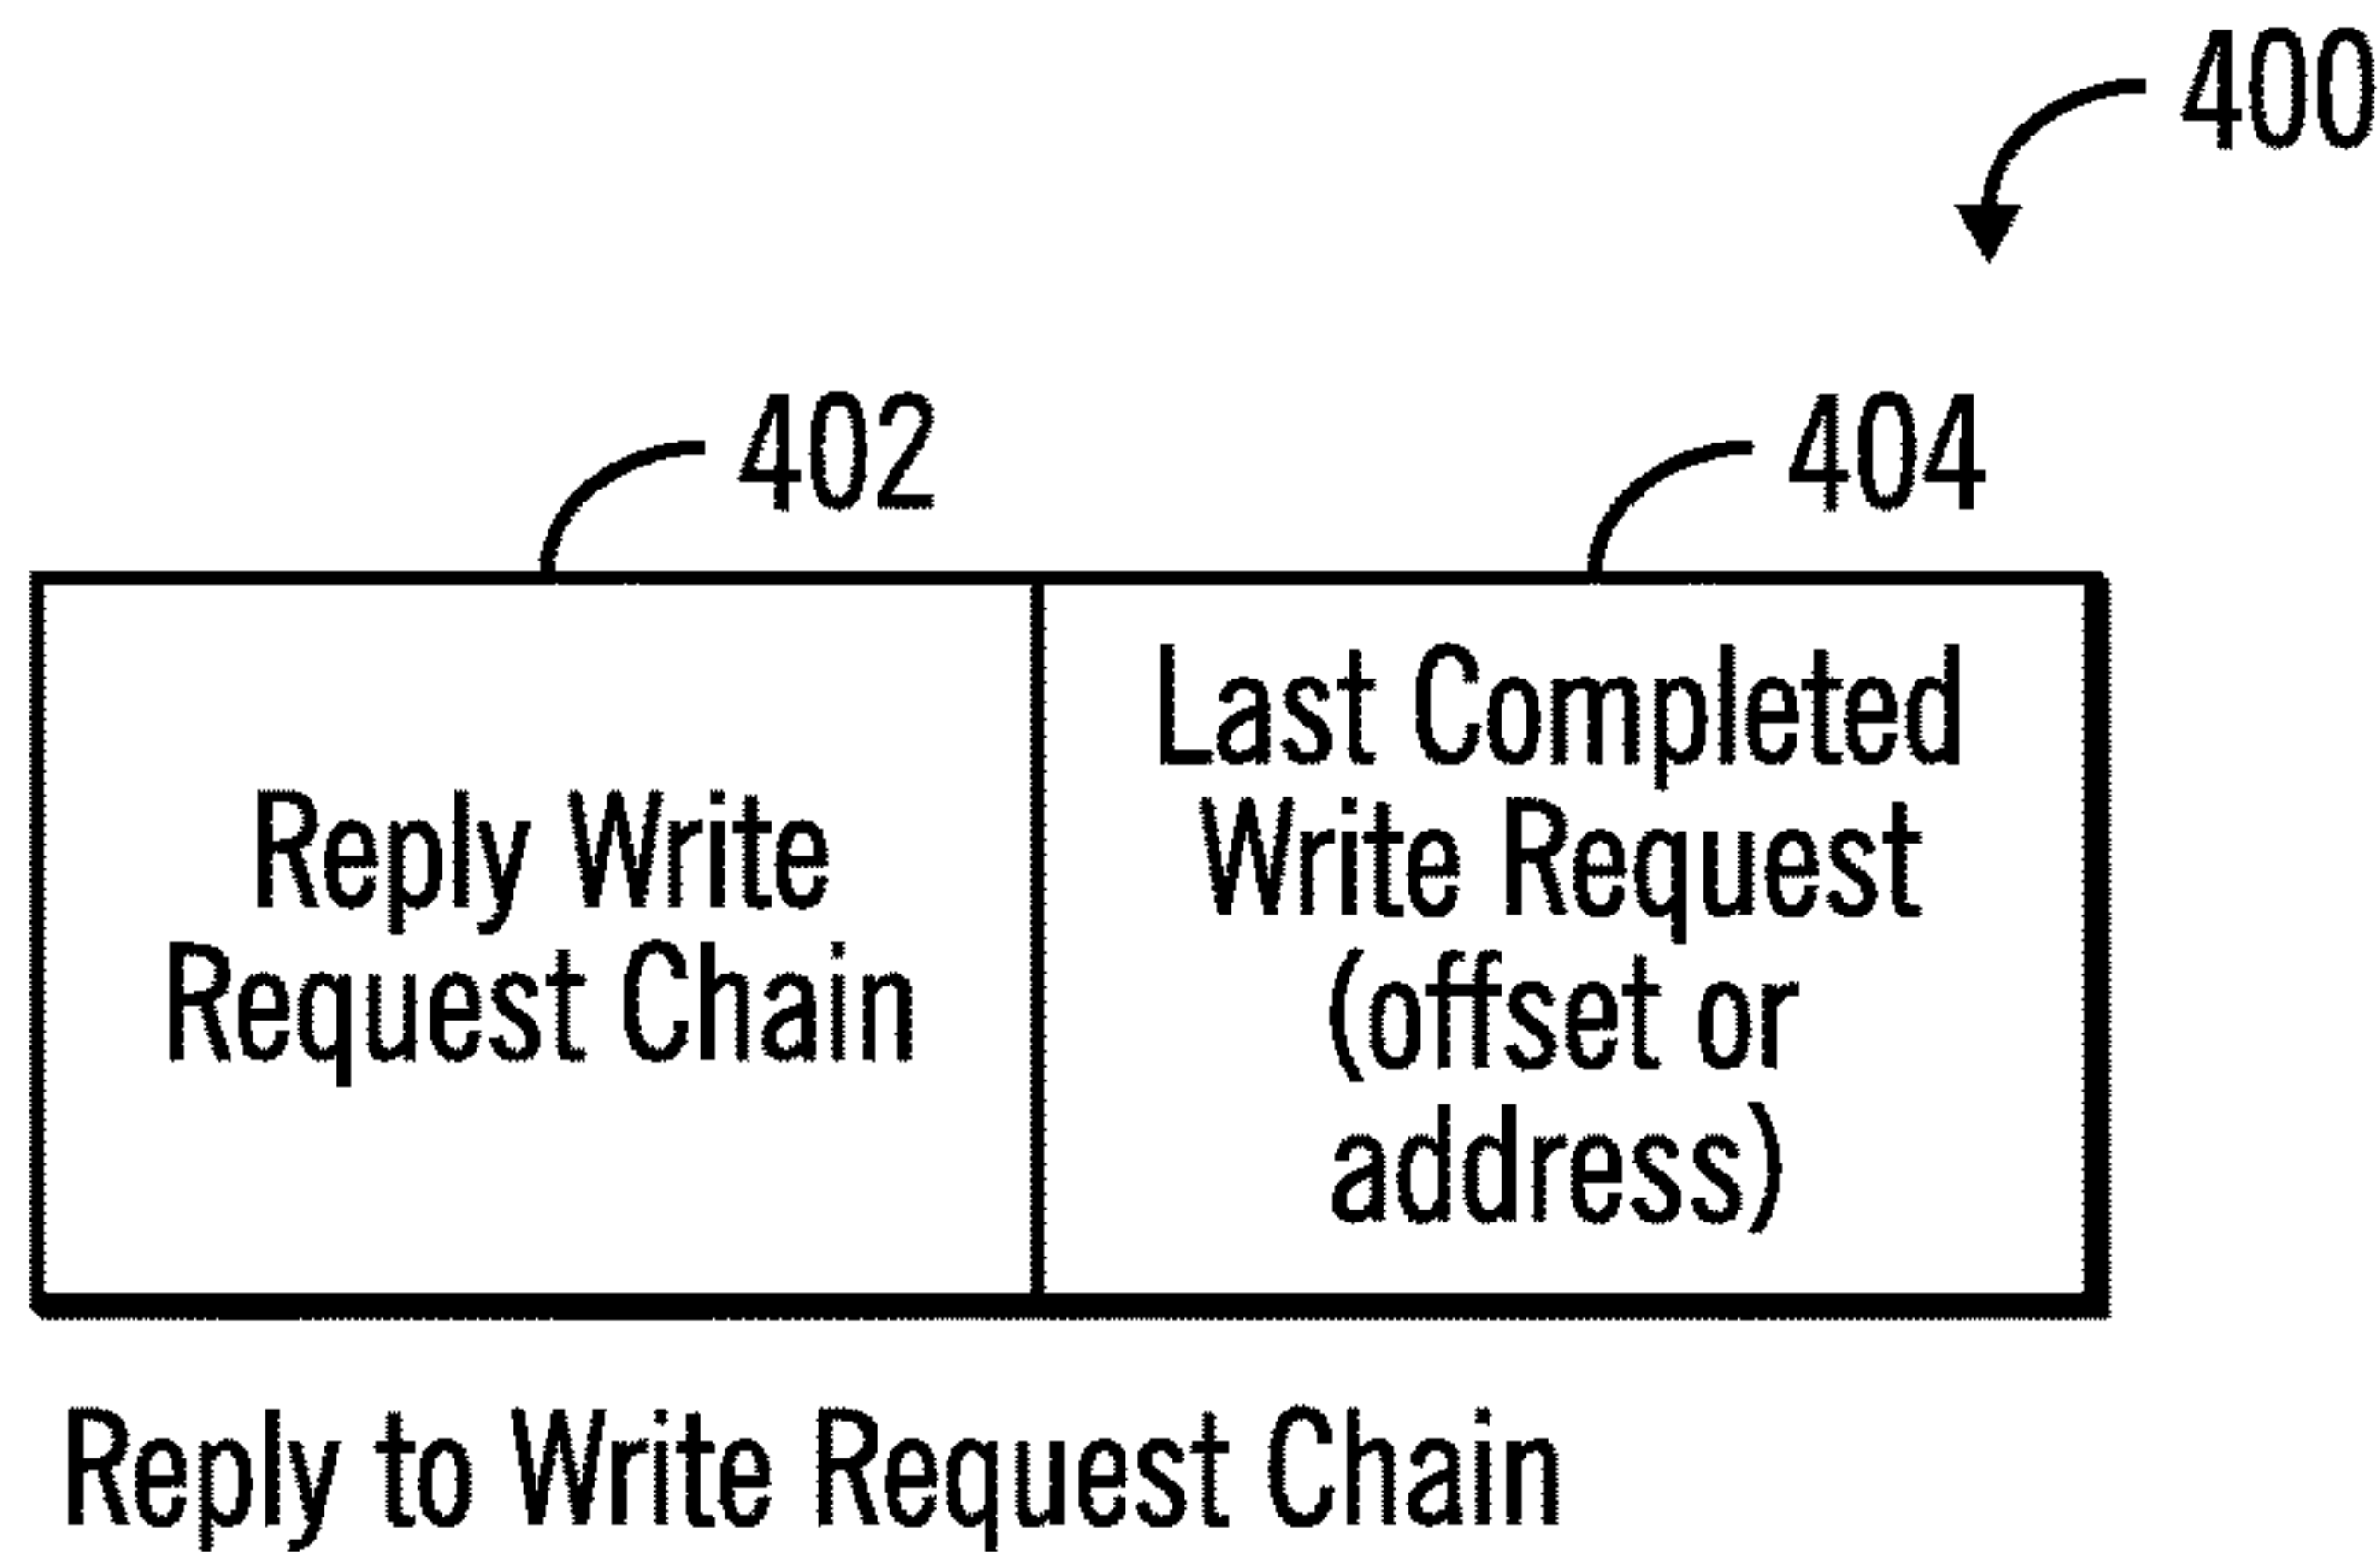 400
402
404
Reply Write
Request Chain
Last Completed
Write Request
(offset or
address)
Reply to Write Request Chain